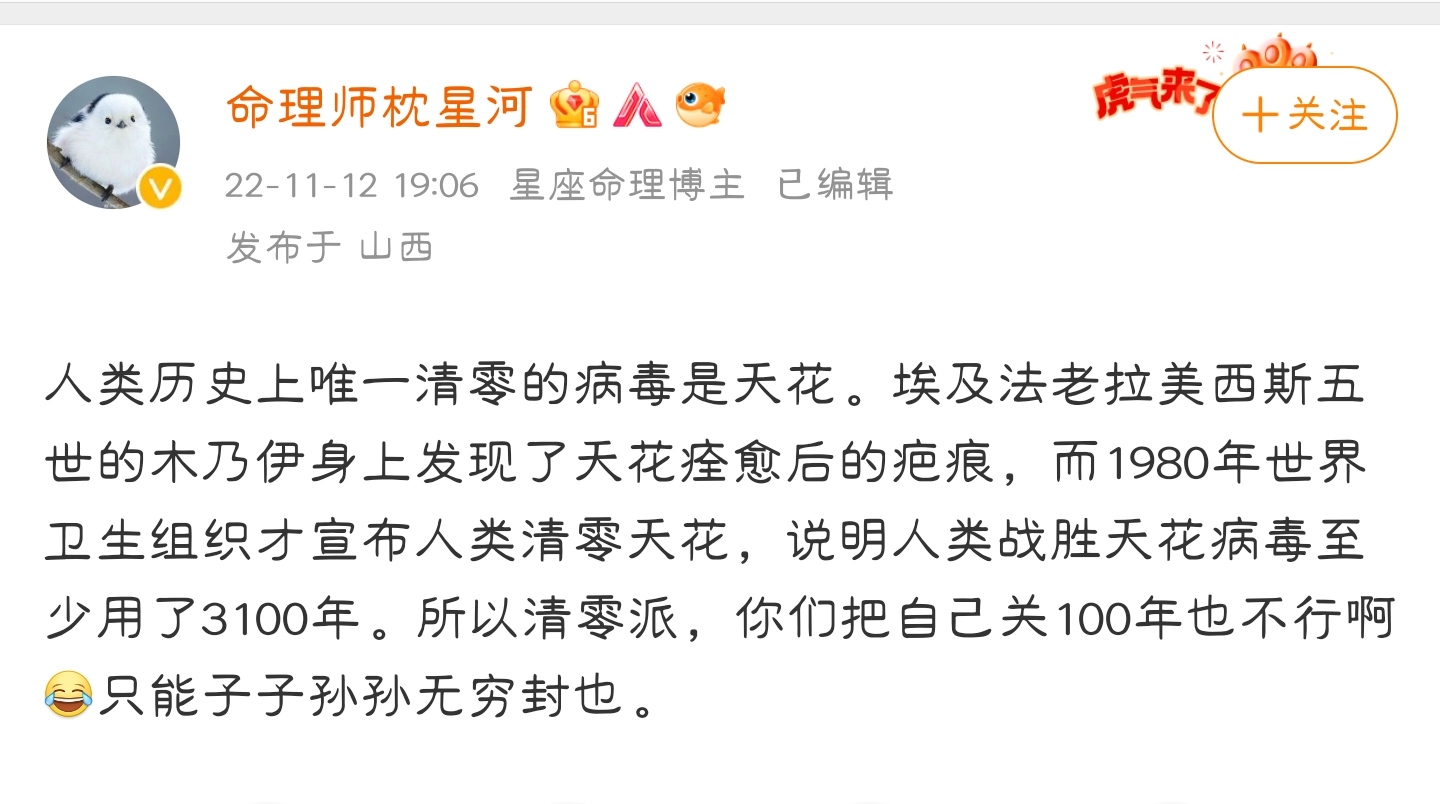 命理师枕星河
虎气来了
十关注
22-11-12 19:06 星座命理博主 已编辑
发布于 山西
人类历史上唯一清零的病毒是天花。埃及法老拉美西斯五
世的木乃伊身上发现了天花痊愈后的疤痕，而1980年世界
卫生组织才宣布人类清零天花，说明人类战胜天花病毒至
少用了3100年。所以清零派，你们把自己关100年也不行啊
😂只能子子孙孙无穷封也。